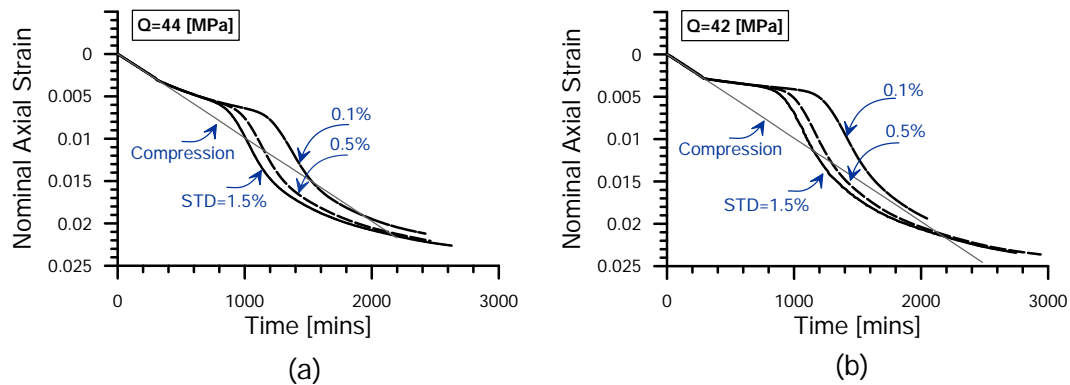 Q=44 [MPa]
0
0.005
0.01
0.015
0.02
0.025
Nominal Axial Strain
0.1%
0.5%
Compression
STD=1.5%
0
1000
2000
3000
Time [mins]
(a)
Q=42 [MPa]
0
0.005
0.01
0.015
0.02
0.025
Nominal Axial Strain
0.1%
0.5%
Compression
STD=1.5%
0
1000
2000
3000
Time [mins]
(b)